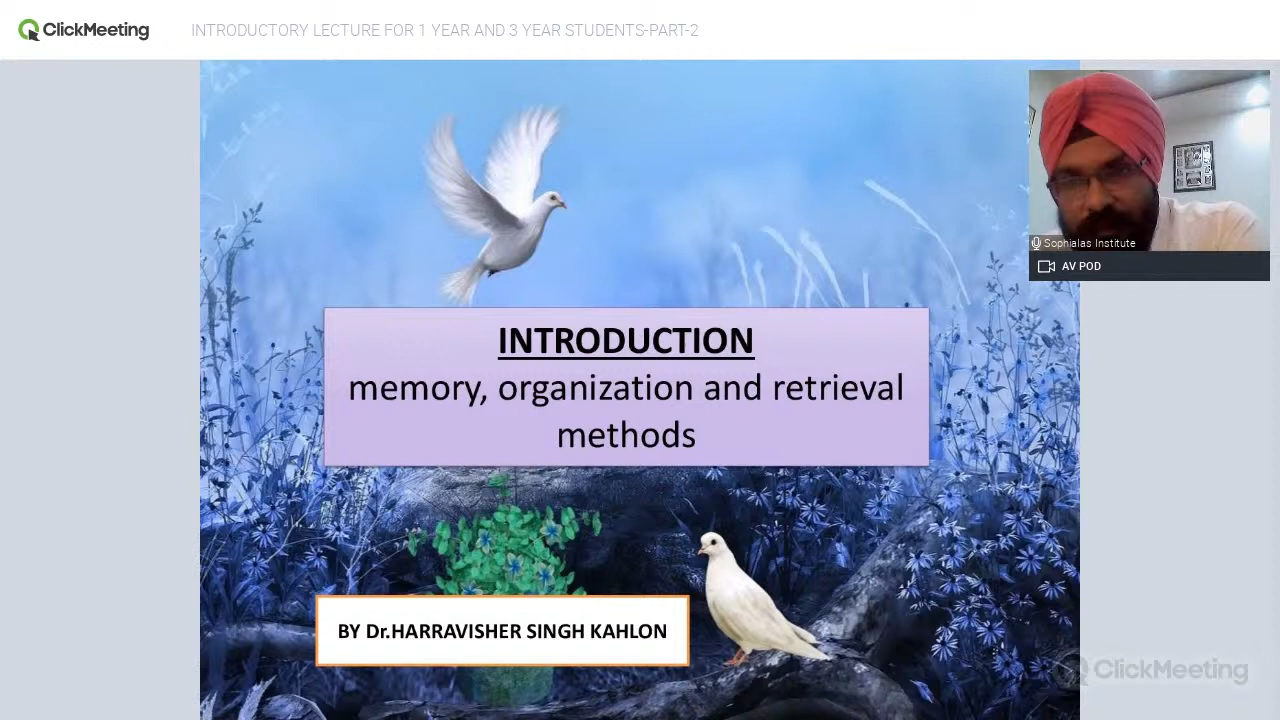 ClickMeeting
INTRODUCTORY LECTURE FOR 1 YEAR AND 3 YEAR STUDENTS-PART-2
Sophialas Institute
AV POD
INTRODUCTION
memory, organization and retrieval
methods
BY Dr.HARRAVISHER SINGH KAHLON
ClickMeeting